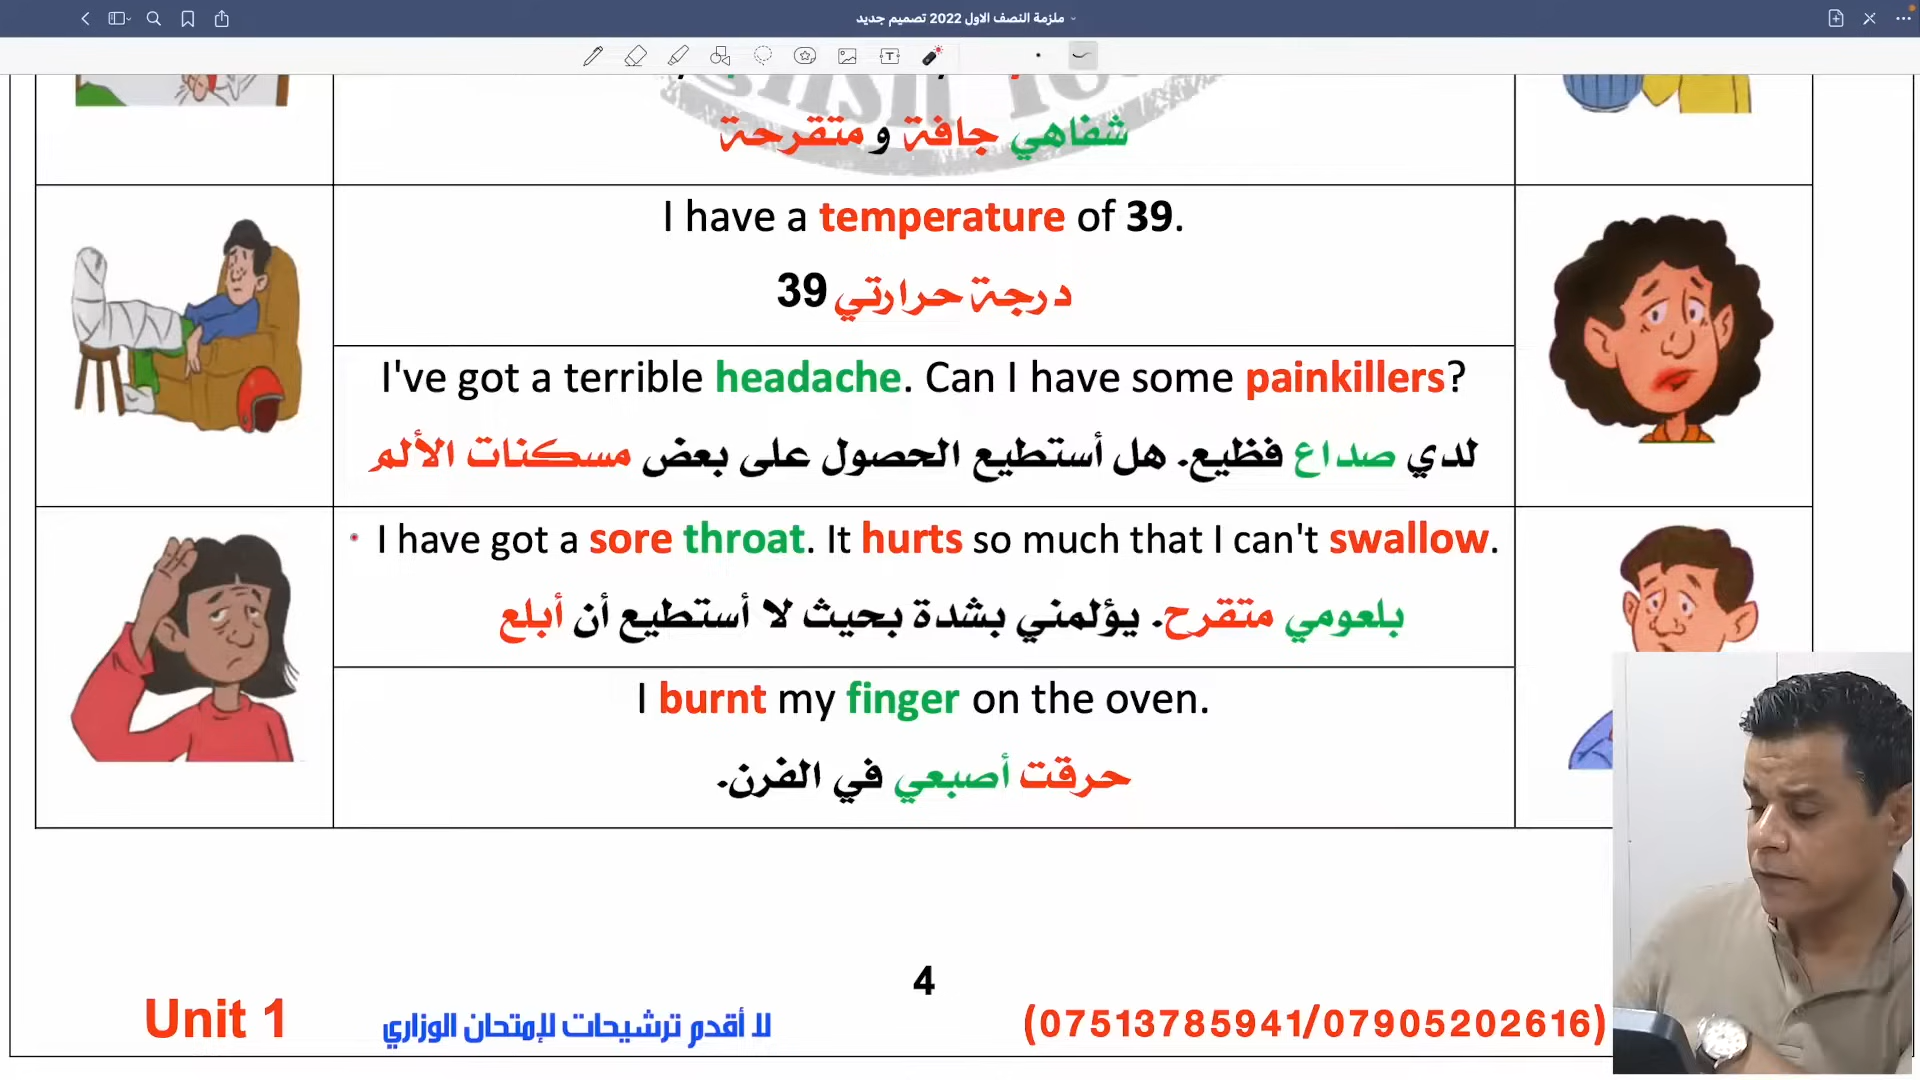 ملزمة النصف الاول 2022 تصميم جديد
شفاهي جافة و متقرحة
I have a temperature of 39.
درجة حرارتي 39
I've got a terrible headache. Can I have some painkillers?
لدي صداع فظيع. هل أستطيع الحصول على بعض مسكنات الألم
I have got a sore throat. It hurts so much that I can't swallow.
بلعومي متقرح. يؤلمني بشدة بحيث لا أستطيع أن أبلع
I burnt my finger on the oven.
حرقت أصبعي في الفرن.
4
Unit 1
لا أقدم ترشيحات للإمتحان الوزاري
(07513785941/07905202616)